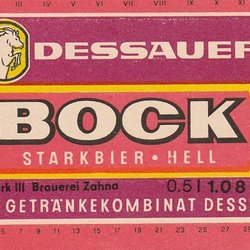 DESSAUER
BOCK
STARKBIER • HELL
rk III Brauerei Zahna 0.5 l 1.08
GETRÄNKEKOMBINAT DESS